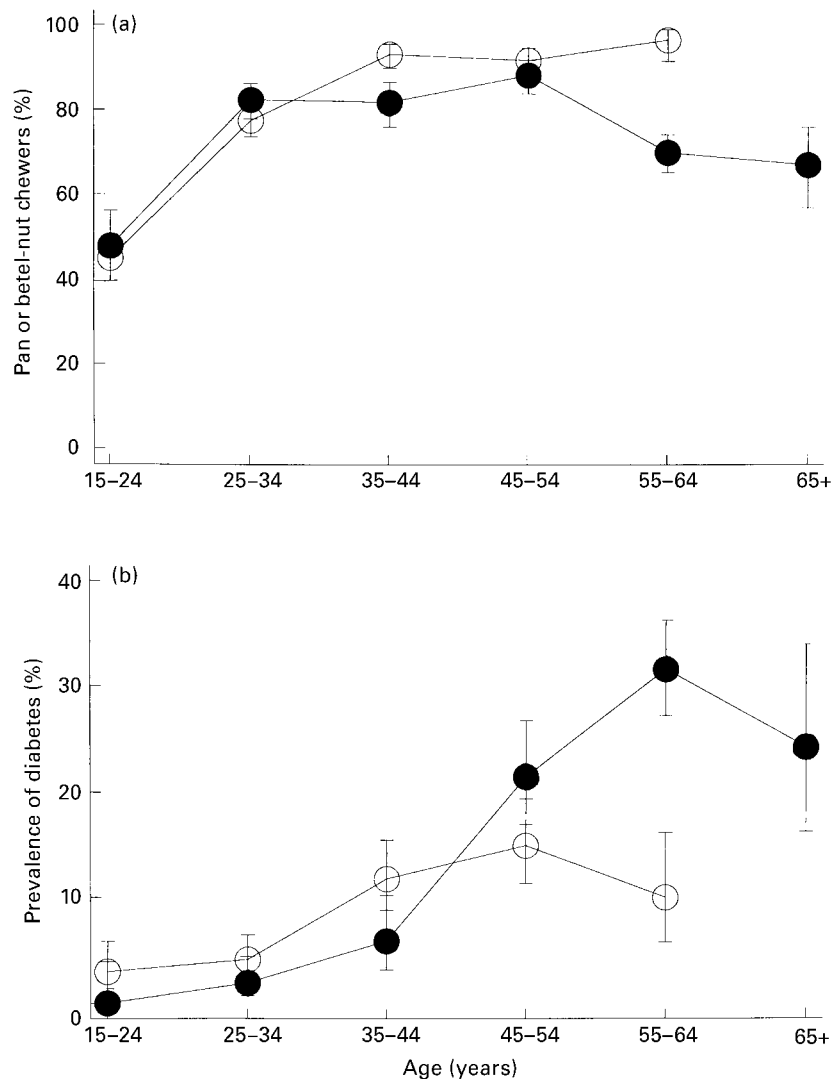 (a)
100
80
60
40
20
0
Pan or betel-nut chewers (%)
15–24 25–34 35–44 45–54 55–64 65+
(b)
40
30
20
10
0
Prevalence of diabetes (%)
15–24 25–34 35–44 45–54 55–64 65+
Age (years)